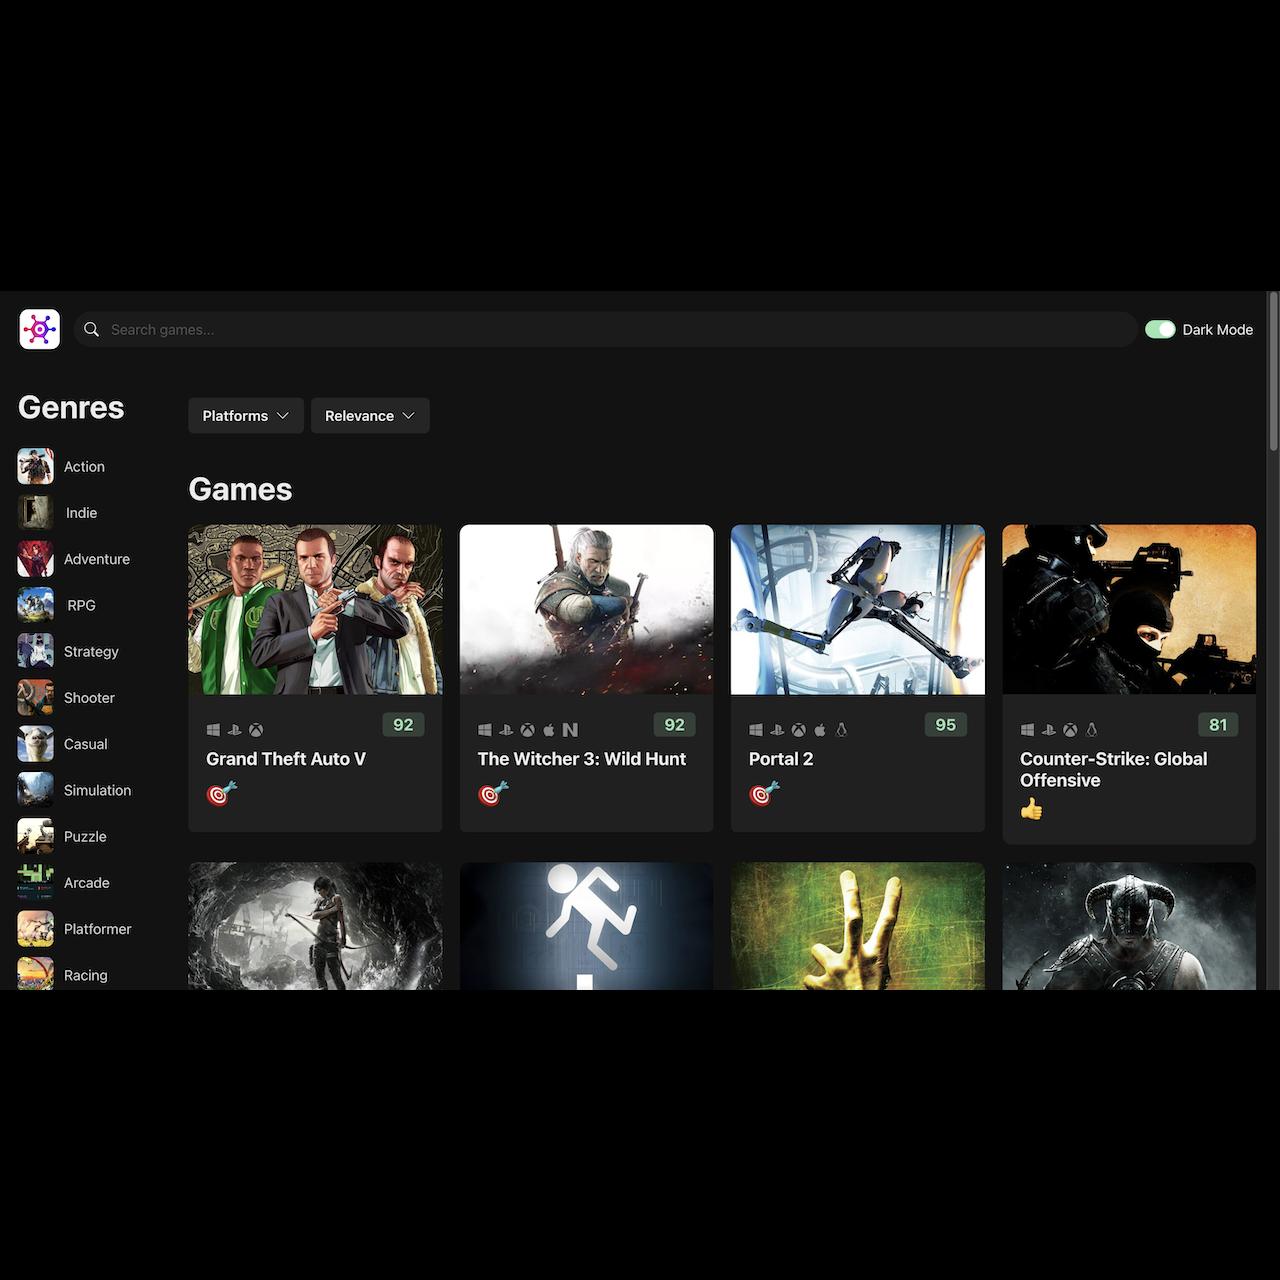 Search games...
Dark Mode
Genres
Action
Indie
Adventure
RPG
Strategy
Shooter
Casual
Simulation
Puzzle
Arcade
Platformer
Racing
Platforms
Relevance
Games
92
Grand Theft Auto V
92
The Witcher 3: Wild Hunt
95
Portal 2
81
Counter-Strike: Global
Offensive